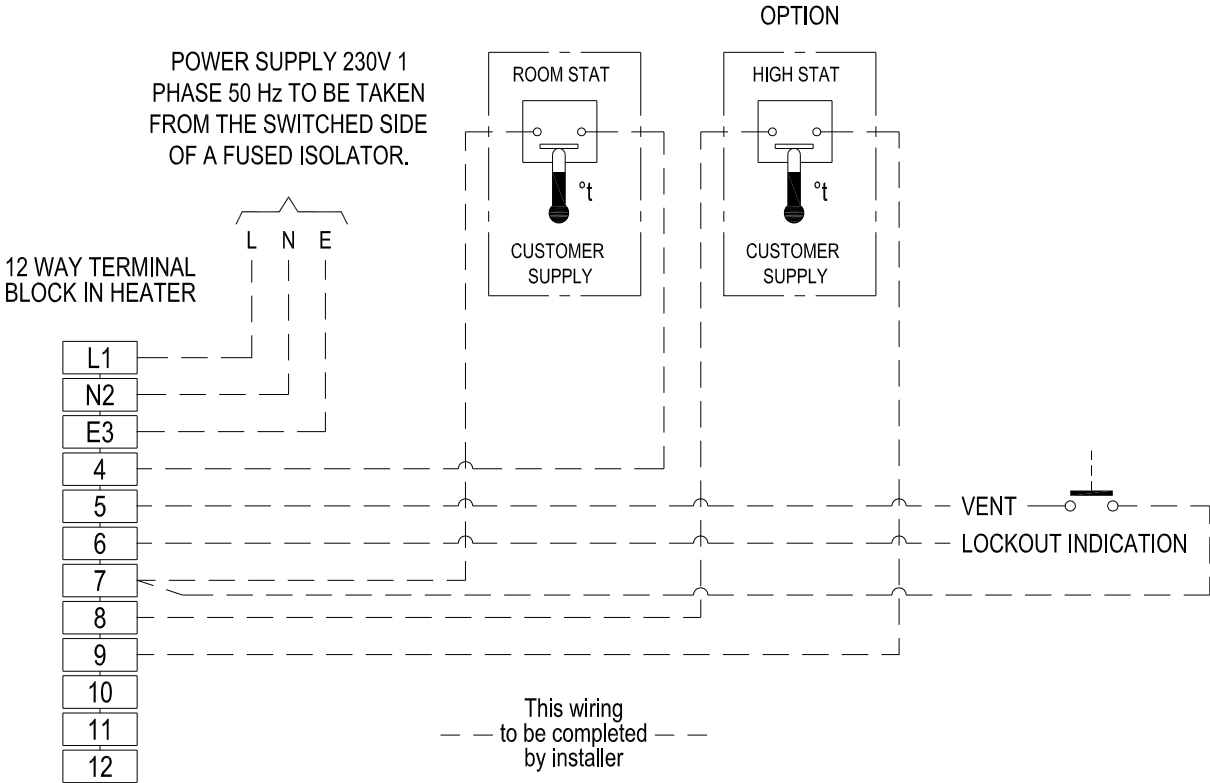 OPTION
POWER SUPPLY 230V 1
PHASE 50 Hz TO BE TAKEN
FROM THE SWITCHED SIDE
OF A FUSED ISOLATOR.
ROOM STAT
°t
CUSTOMER
SUPPLY
HIGH STAT
°t
CUSTOMER
SUPPLY
L N E
12 WAY TERMINAL
BLOCK IN HEATER
L1
N2
E3
4
5
6
7
8
9
10
11
12
VENT
LOCKOUT INDICATION
This wiring
to be completed
by installer